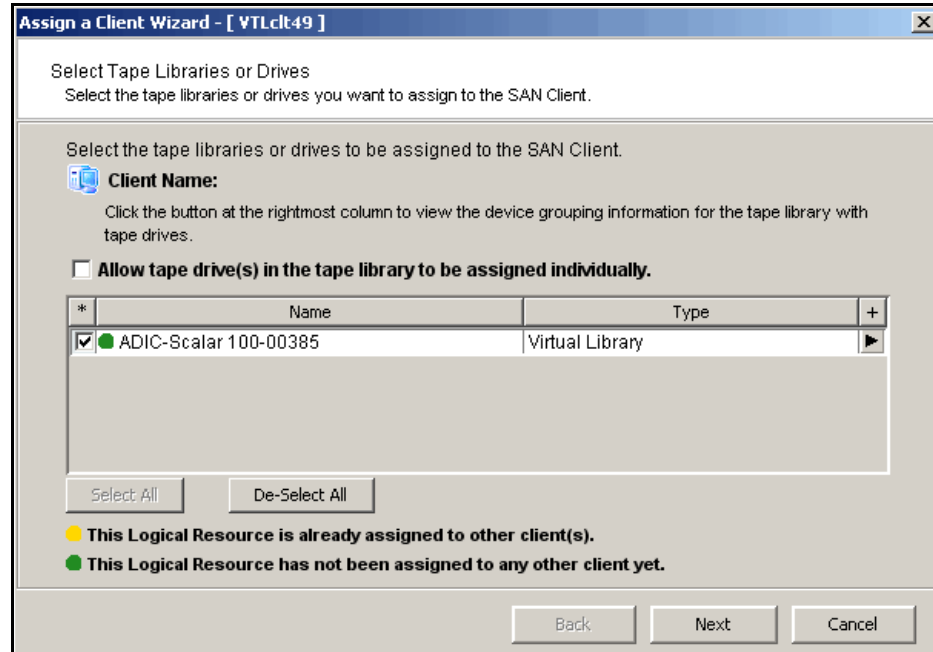 Assign a Client Wizard - [ VTLclt49 ]
Select Tape Libraries or Drives
Select the tape libraries or drives you want to assign to the SAN Client.
Select the tape libraries or drives to be assigned to the SAN Client.
Client Name:
Click the button at the rightmost column to view the device grouping information for the tape library with
tape drives.
Allow tape drive(s) in the tape library to be assigned individually.
* Name Type +
ADIC-Scalar 100-00385 Virtual Library
Select All De-Select All
This Logical Resource is already assigned to other client(s).
This Logical Resource has not been assigned to any other client yet.
Back Next Cancel